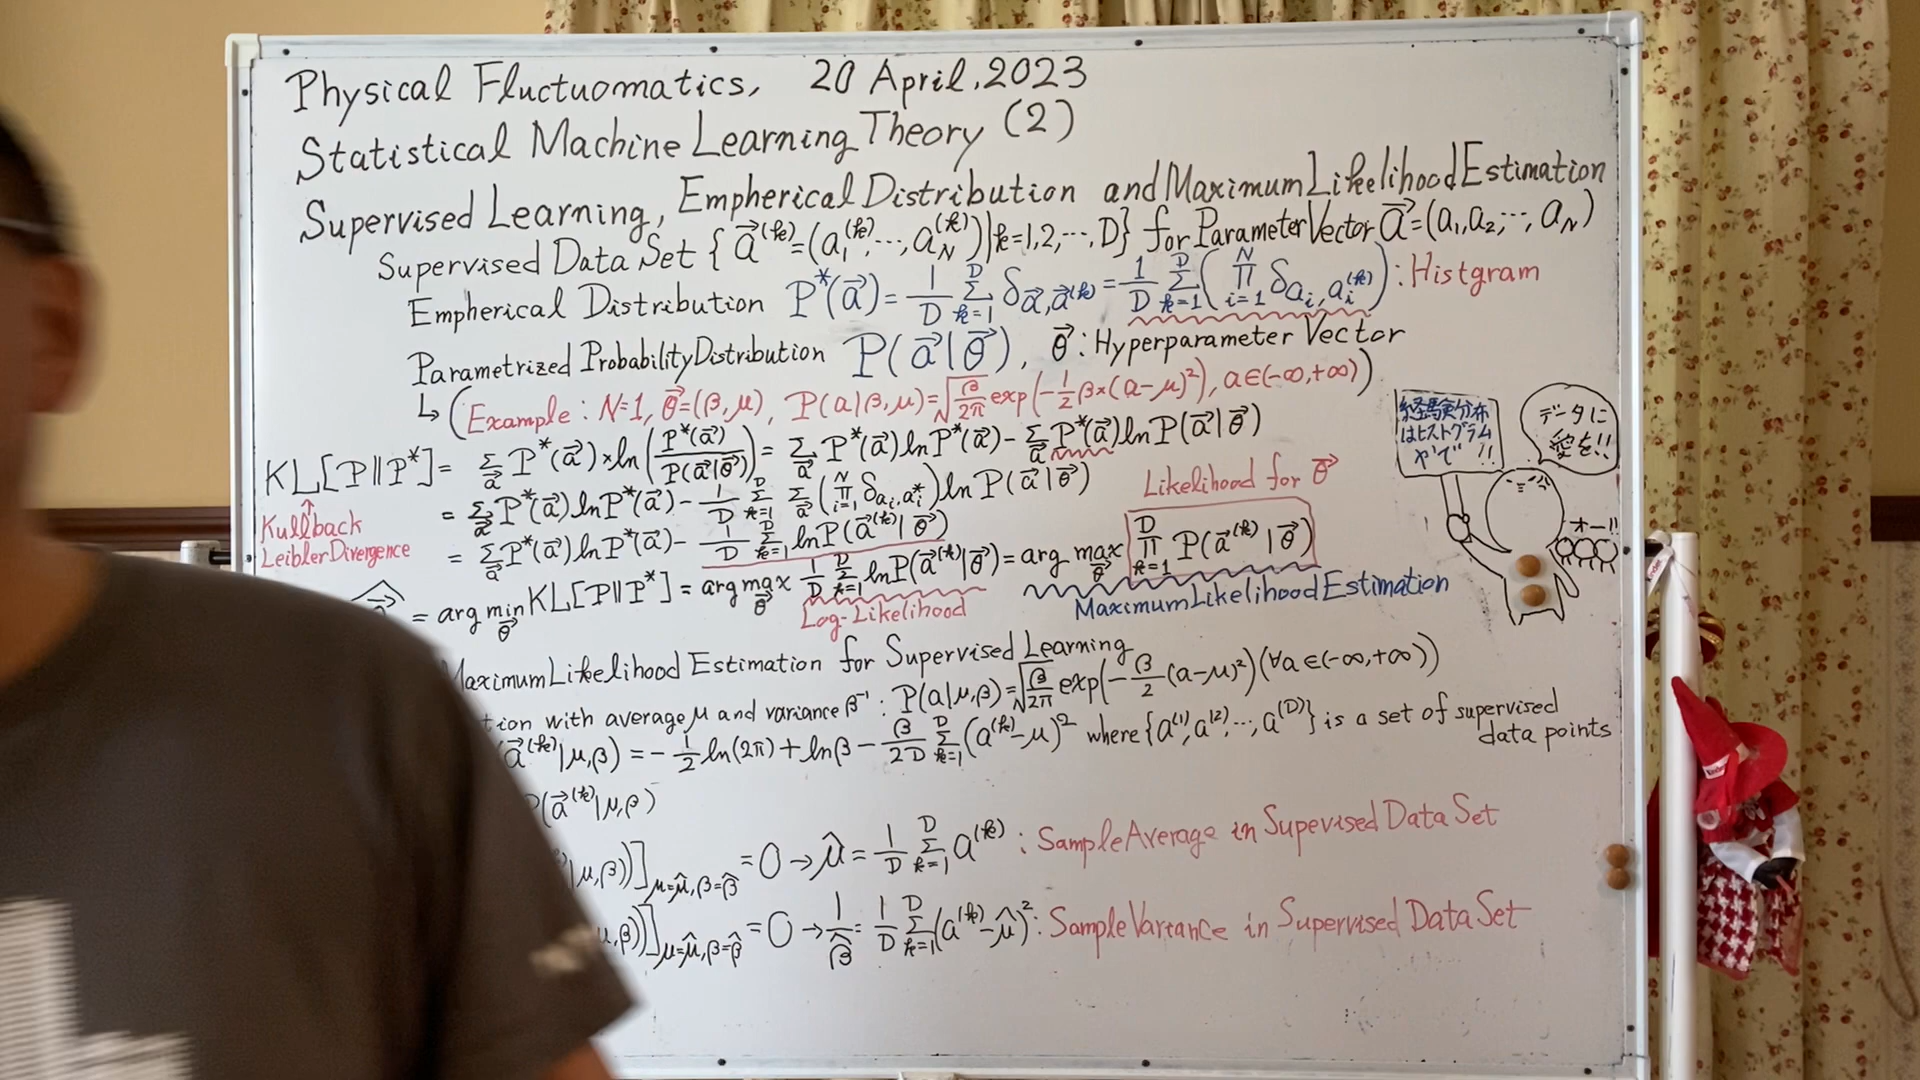 Physical Fluctuomatics, 20 April, 2023
Statistical Machine Learning Theory (2)
Supervised Learning, Empherical Distribution and Maximum Likelihood Estimation
Supervised Data Set { a⃗^(k)=(a₁^(k),…,a_N^(k))|k=1,2,…,D} for Parameter Vector a⃗=(a₁,a₂,…,a_N)
Empherical Distribution P*(a⃗) = 1/D Σ_{k=1}^D δ_{a⃗,a⃗^(k)} = 1/D Σ_{k=1}^D ( Π_{i=1}^N δ_{a_i,a_i^(k)} ) : Histgram
Parametrized Probability Distribution P(a⃗|θ⃗), θ⃗: Hyperparameter Vector
↳ (Example: N=1, θ⃗=(β,μ), P(a|β,μ)=√(β/2π) exp(-1/2 β×(a-μ)²), a∈(-∞,+∞))
KL[P||P*] = Σ_a⃗ P*(a⃗)×ln(P*(a⃗)/P(a⃗|θ⃗)) = Σ_a⃗ P*(a⃗)lnP*(a⃗) - Σ_a⃗ P*(a⃗)lnP(a⃗|θ⃗)
↑
Kullback
Leibler Divergence
= Σ_a⃗ P*(a⃗)lnP*(a⃗) - 1/D Σ_{k=1}^D Σ_a⃗ ( Π_{i=1}^N δ_{a_i,a_i^*} ) lnP(a⃗|θ⃗)
Likelihood for θ⃗
= Σ_a⃗ P*(a⃗)lnP*(a⃗) - 1/D Σ_{k=1}^D lnP(a⃗^(k)|θ⃗)
= arg min_θ⃗ KL[P||P*] = arg max_θ⃗ 1/D Σ_{k=1}^D lnP(a⃗^(k)|θ⃗) = arg max_θ⃗ Π_{k=1}^D P(a⃗^(k)|θ⃗)
Log-Likelihood
Maximum Likelihood Estimation
経験分布
はヒストグラム
やで!!
データに
愛を!!
オー!!
Maximum Likelihood Estimation for Supervised Learning
tion with average μ and variance β⁻¹ : P(a|μ,β)=√(β/2π) exp(-β/2 (a-μ)²) (∀a∈(-∞,+∞))
a⃗^(k)|μ,β) = -1/2 ln(2π) + lnβ - β/2D Σ_{k=1}^D (a^(k)-μ)² where {a^(1),a^(2),…,a^(D)} is a set of supervised
data points
P(a⃗^(k)|μ,β)
|μ,β))]_{μ=μ̂,β=β̂} = 0 → μ̂ = 1/D Σ_{k=1}^D a^(k) : Sample Average in Supevised Data Set
μ,β))]_{μ=μ̂,β=β̂} = 0 → 1/β̂ = 1/D Σ_{k=1}^D (a^(k)-μ̂)² : Sample Variance in Supervised Data Set